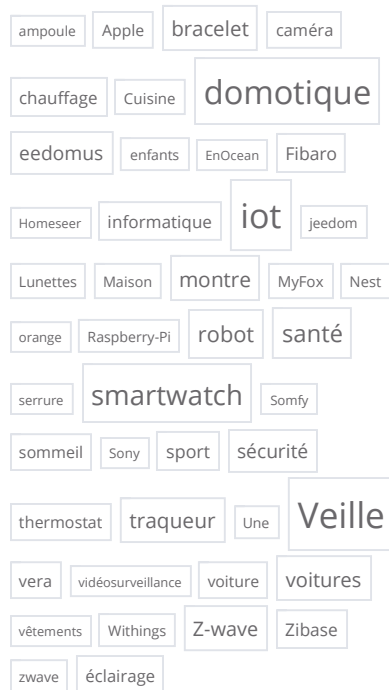 ampoule Apple bracelet caméra
chauffage Cuisine domotique
eedomus enfants EnOcean Fibaro
Homeseer informatique iot jeedom
Lunettes Maison montre MyFox Nest
orange Raspberry-Pi robot santé
serrure smartwatch Somfy
sommeil Sony sport sécurité
thermostat traqueur Une Veille
vera vidéosurveillance voiture voitures
vêtements Withings Z-wave Zibase
zwave éclairage